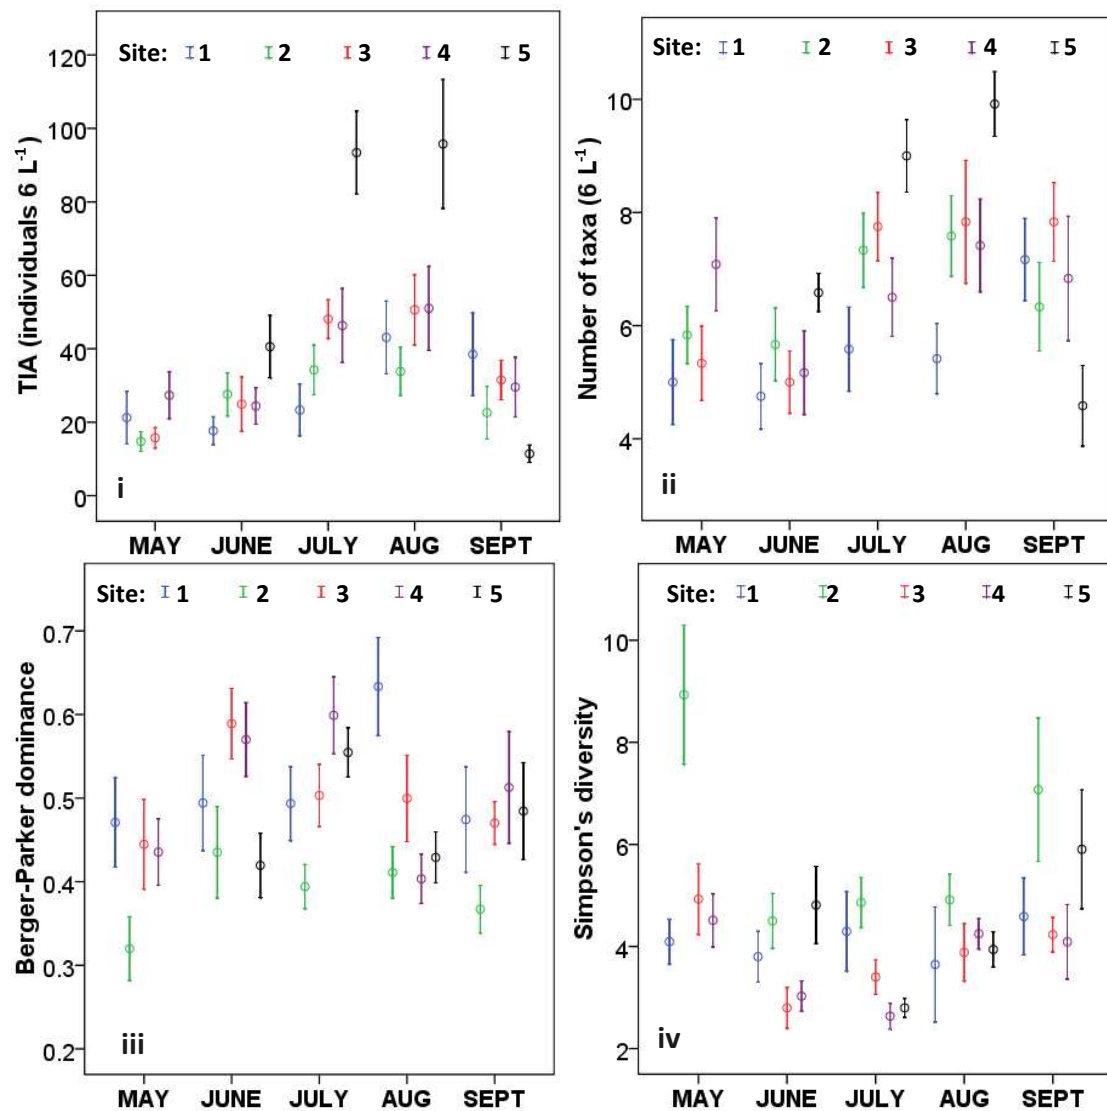 Site: 1 2 3 4 5
TIA (individuals 6 L-1)
120
100
80
60
40
20
0
i
MAY JUNE JULY AUG SEPT
Site: 1 2 3 4 5
Number of taxa (6 L-1)
10
8
6
4
ii
MAY JUNE JULY AUG SEPT
Site: 1 2 3 4 5
Berger-Parker dominance
0.7
0.6
0.5
0.4
0.3
0.2
iii
MAY JUNE JULY AUG SEPT
Site: 1 2 3 4 5
Simpson's diversity
10
8
6
4
2
iv
MAY JUNE JULY AUG SEPT